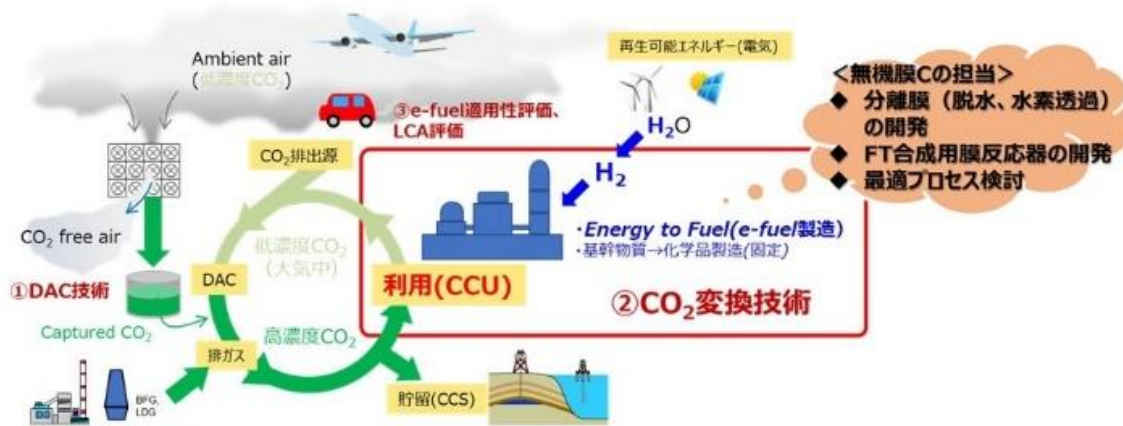 Ambient air
(低濃度CO₂)
再生可能エネルギー(電気)
<無機膜Cの担当>
◆ 分離膜（脱水、水素透過）
の開発
◆ FT合成用膜反応器の開発
◆ 最適プロセス検討
③e-fuel適用性評価、
LCA評価
H₂O
H₂
CO₂排出源
CO₂ free air
・Energy to Fuel(e-fuel製造)
・基幹物質→化学品製造(固定)
低濃度CO₂
(大気中)
①DAC技術
DAC
利用(CCU)
②CO₂変換技術
Captured CO₂
高濃度CO₂
排ガス
BFG,
LDG
貯留(CCS)